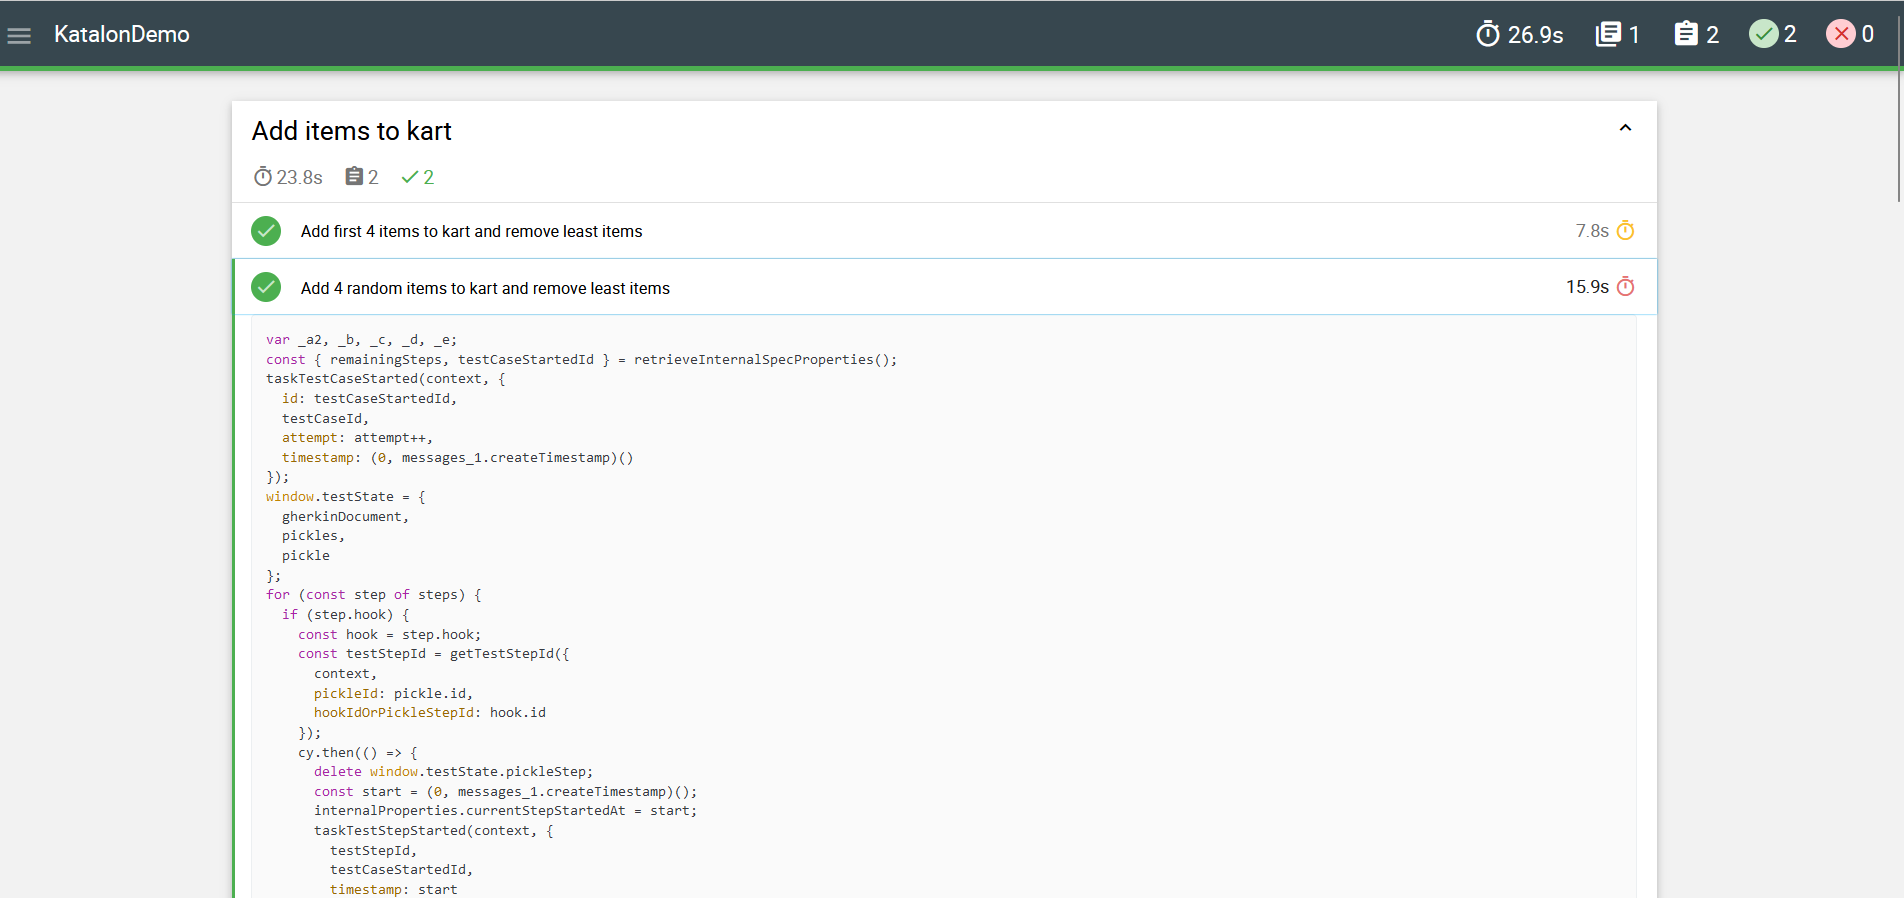 KatalonDemo
26.9s 1 2 2 0
Add items to kart
23.8s 2 2
Add first 4 items to kart and remove least items 7.8s
Add 4 random items to kart and remove least items 15.9s
var _a2, _b, _c, _d, _e;
const { remainingSteps, testCaseStartedId } = retrieveInternalSpecProperties();
taskTestCaseStarted(context, {
  id: testCaseStartedId,
  testCaseId,
  attempt: attempt++,
  timestamp: (0, messages_1.createTimestamp)()
});
window.testState = {
  gherkinDocument,
  pickles,
  pickle
};
for (const step of steps) {
  if (step.hook) {
    const hook = step.hook;
    const testStepId = getTestStepId({
      context,
      pickleId: pickle.id,
      hookIdOrPickleStepId: hook.id
    });
    cy.then(() => {
      delete window.testState.pickleStep;
      const start = (0, messages_1.createTimestamp)();
      internalProperties.currentStepStartedAt = start;
      taskTestStepStarted(context, {
        testStepId,
        testCaseStartedId,
        timestamp: start